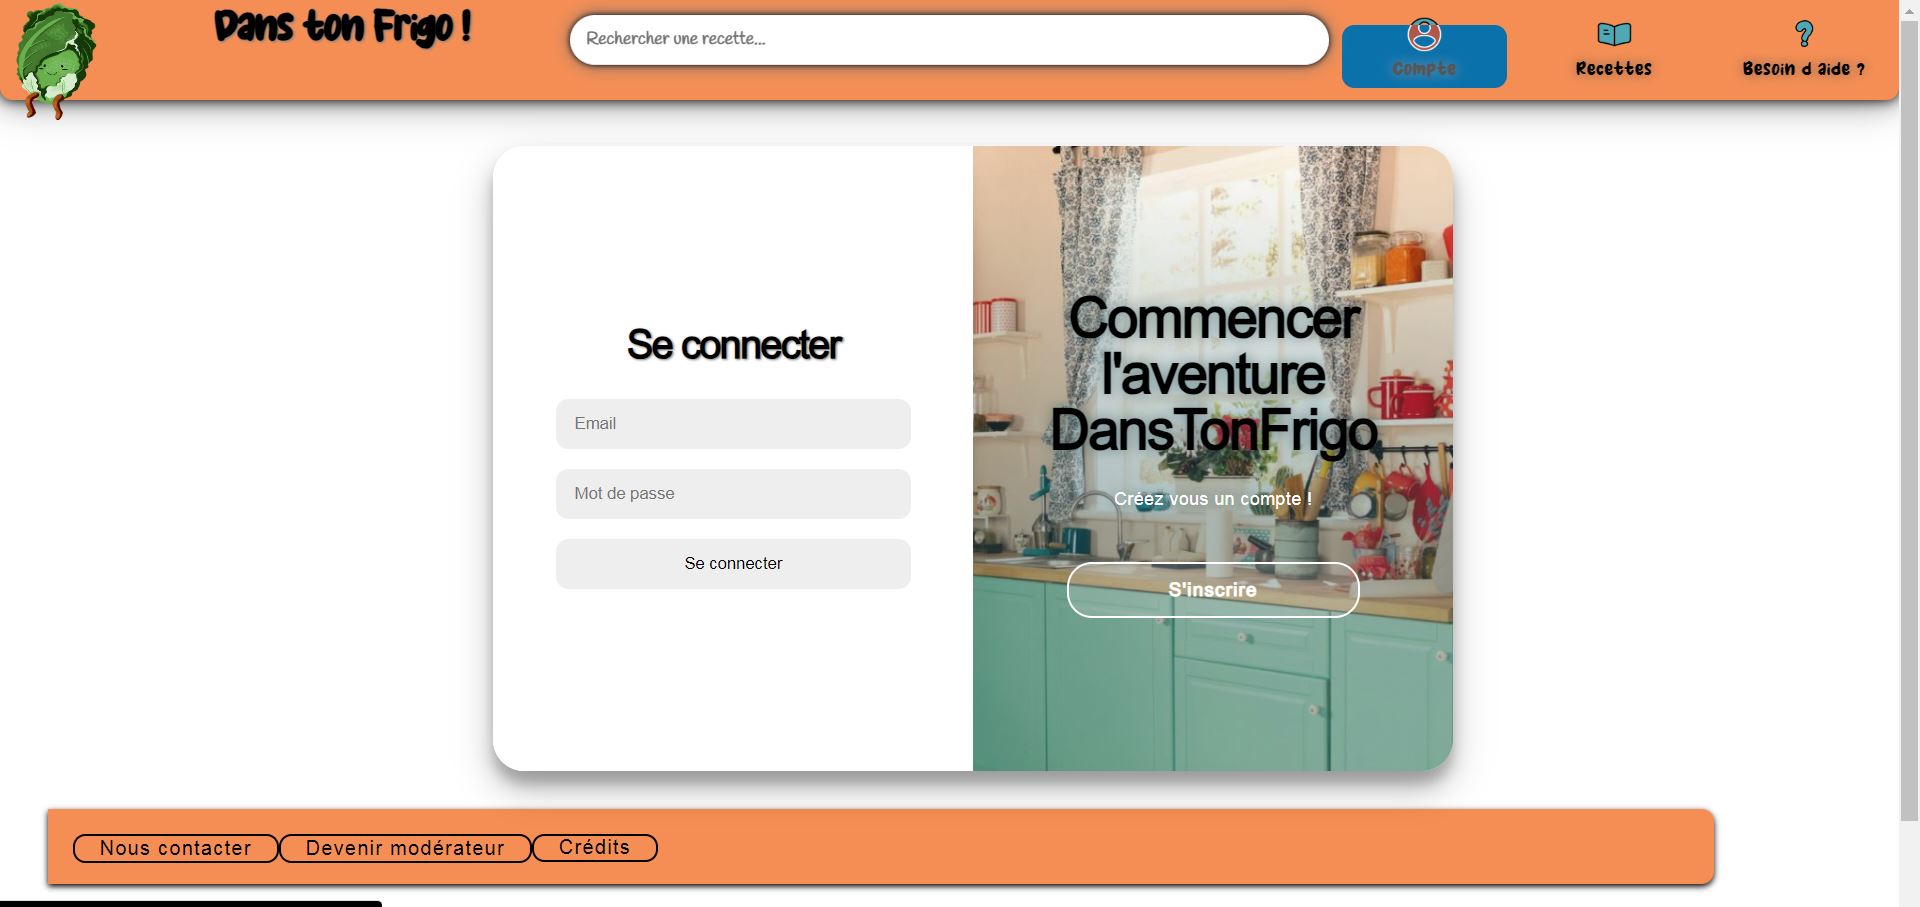 Dans ton Frigo !
Rechercher une recette...
Compte
Recettes
Besoin d aide ?
Se connecter
Email
Mot de passe
Se connecter
Commencer
l'aventure
DansTonFrigo
Créez vous un compte !
S'inscrire
Nous contacter
Devenir modérateur
Crédits